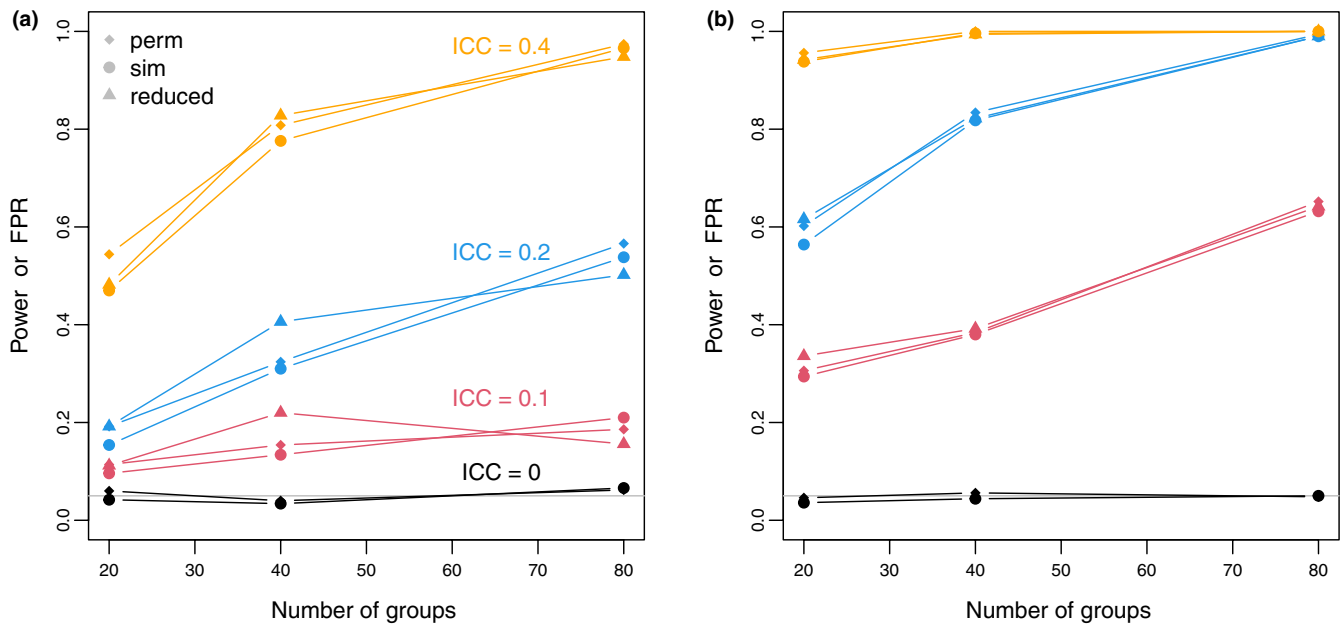 (a)
perm
sim
reduced
ICC = 0.4
ICC = 0.2
ICC = 0.1
ICC = 0
Power or FPR
0.0
0.2
0.4
0.6
0.8
1.0
20 30 40 50 60 70 80
Number of groups
(b)
Power or FPR
0.0
0.2
0.4
0.6
0.8
1.0
20 30 40 50 60 70 80
Number of groups